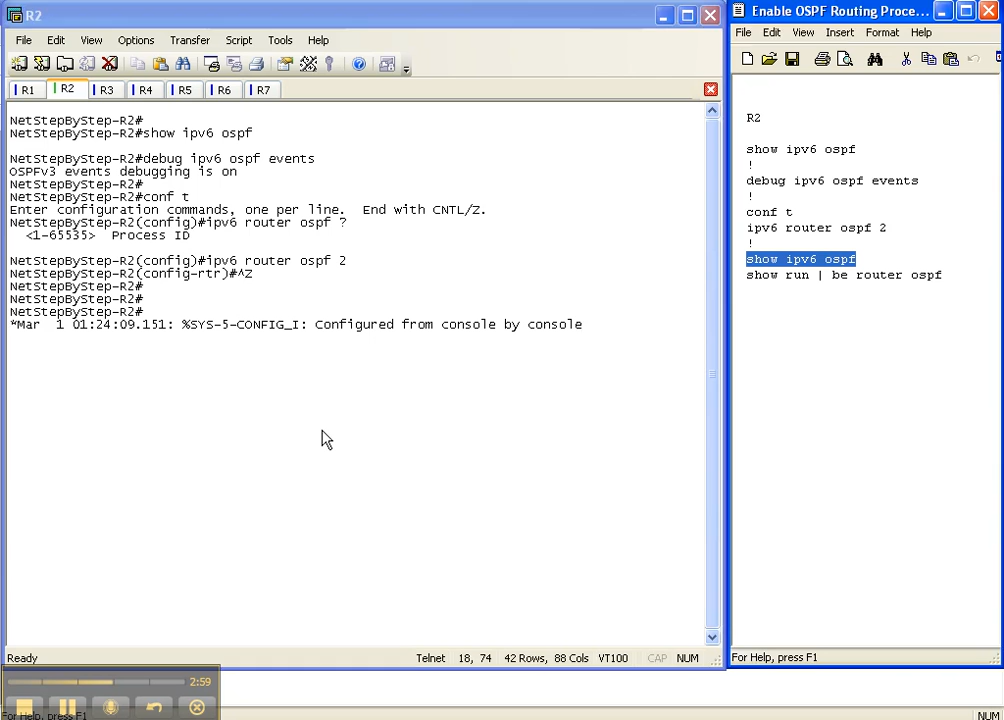 R2
File Edit View Options Transfer Script Tools Help
R1 R2 R3 R4 R5 R6 R7
NetStepByStep-R2#
NetStepByStep-R2#show ipv6 ospf
NetStepByStep-R2#debug ipv6 ospf events
OSPFv3 events debugging is on
NetStepByStep-R2#
NetStepByStep-R2#conf t
Enter configuration commands, one per line.  End with CNTL/Z.
NetStepByStep-R2(config)#ipv6 router ospf ?
<1-65535>  Process ID
NetStepByStep-R2(config)#ipv6 router ospf 2
NetStepByStep-R2(config-rtr)#^Z
NetStepByStep-R2#
NetStepByStep-R2#
NetStepByStep-R2#
*Mar  1 01:24:09.151: %SYS-5-CONFIG_I: Configured from console by console
Ready Telnet 18, 74 42 Rows, 88 Cols VT100 CAP NUM
2:59
For Help, press F1
NUM
Enable OSPF Routing Proce...
File Edit View Insert Format Help
R2
show ipv6 ospf
!
debug ipv6 ospf events
!
conf t
ipv6 router ospf 2
!
show ipv6 ospf
show run | be router ospf
For Help, press F1